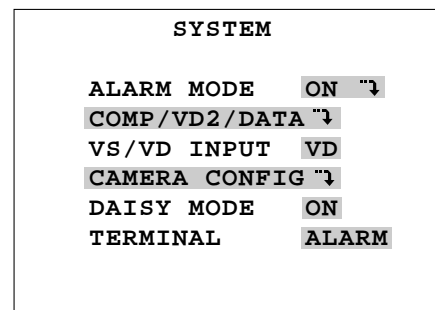 SYSTEM
ALARM MODE ON ↴
COMP/VD2/DATA ↴
VS/VD INPUT VD
CAMERA CONFIG ↴
DAISY MODE ON
TERMINAL ALARM